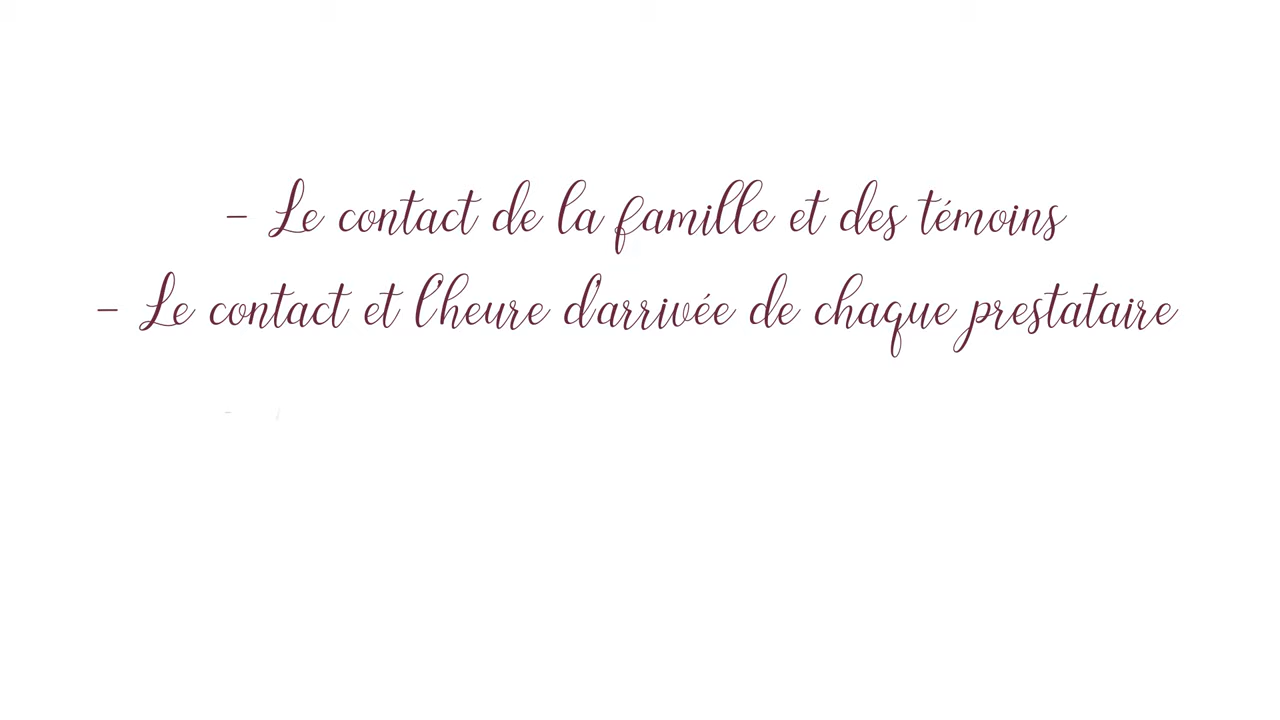 - Le contact de la famille et des témoins
- Le contact et l'heure d'arrivée de chaque prestataire